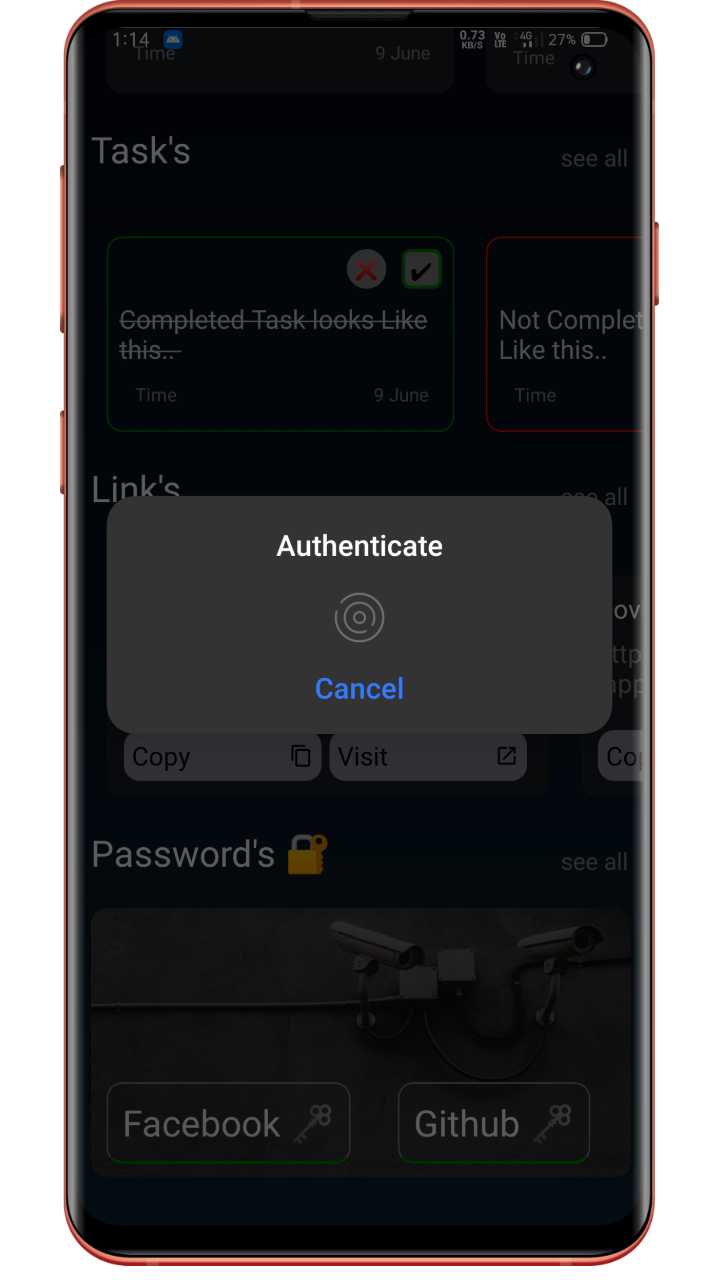 1:14 0.73 KB/S Vo LTE 4G 27%
Time 9 June Time
Task's see all
Completed Task looks Like this..
Time 9 June
Not Complet
Like this..
Time
Link's see all
Authenticate
Cancel
ov
ttp
app
Copy Visit Cop
Password's see all
Facebook Github